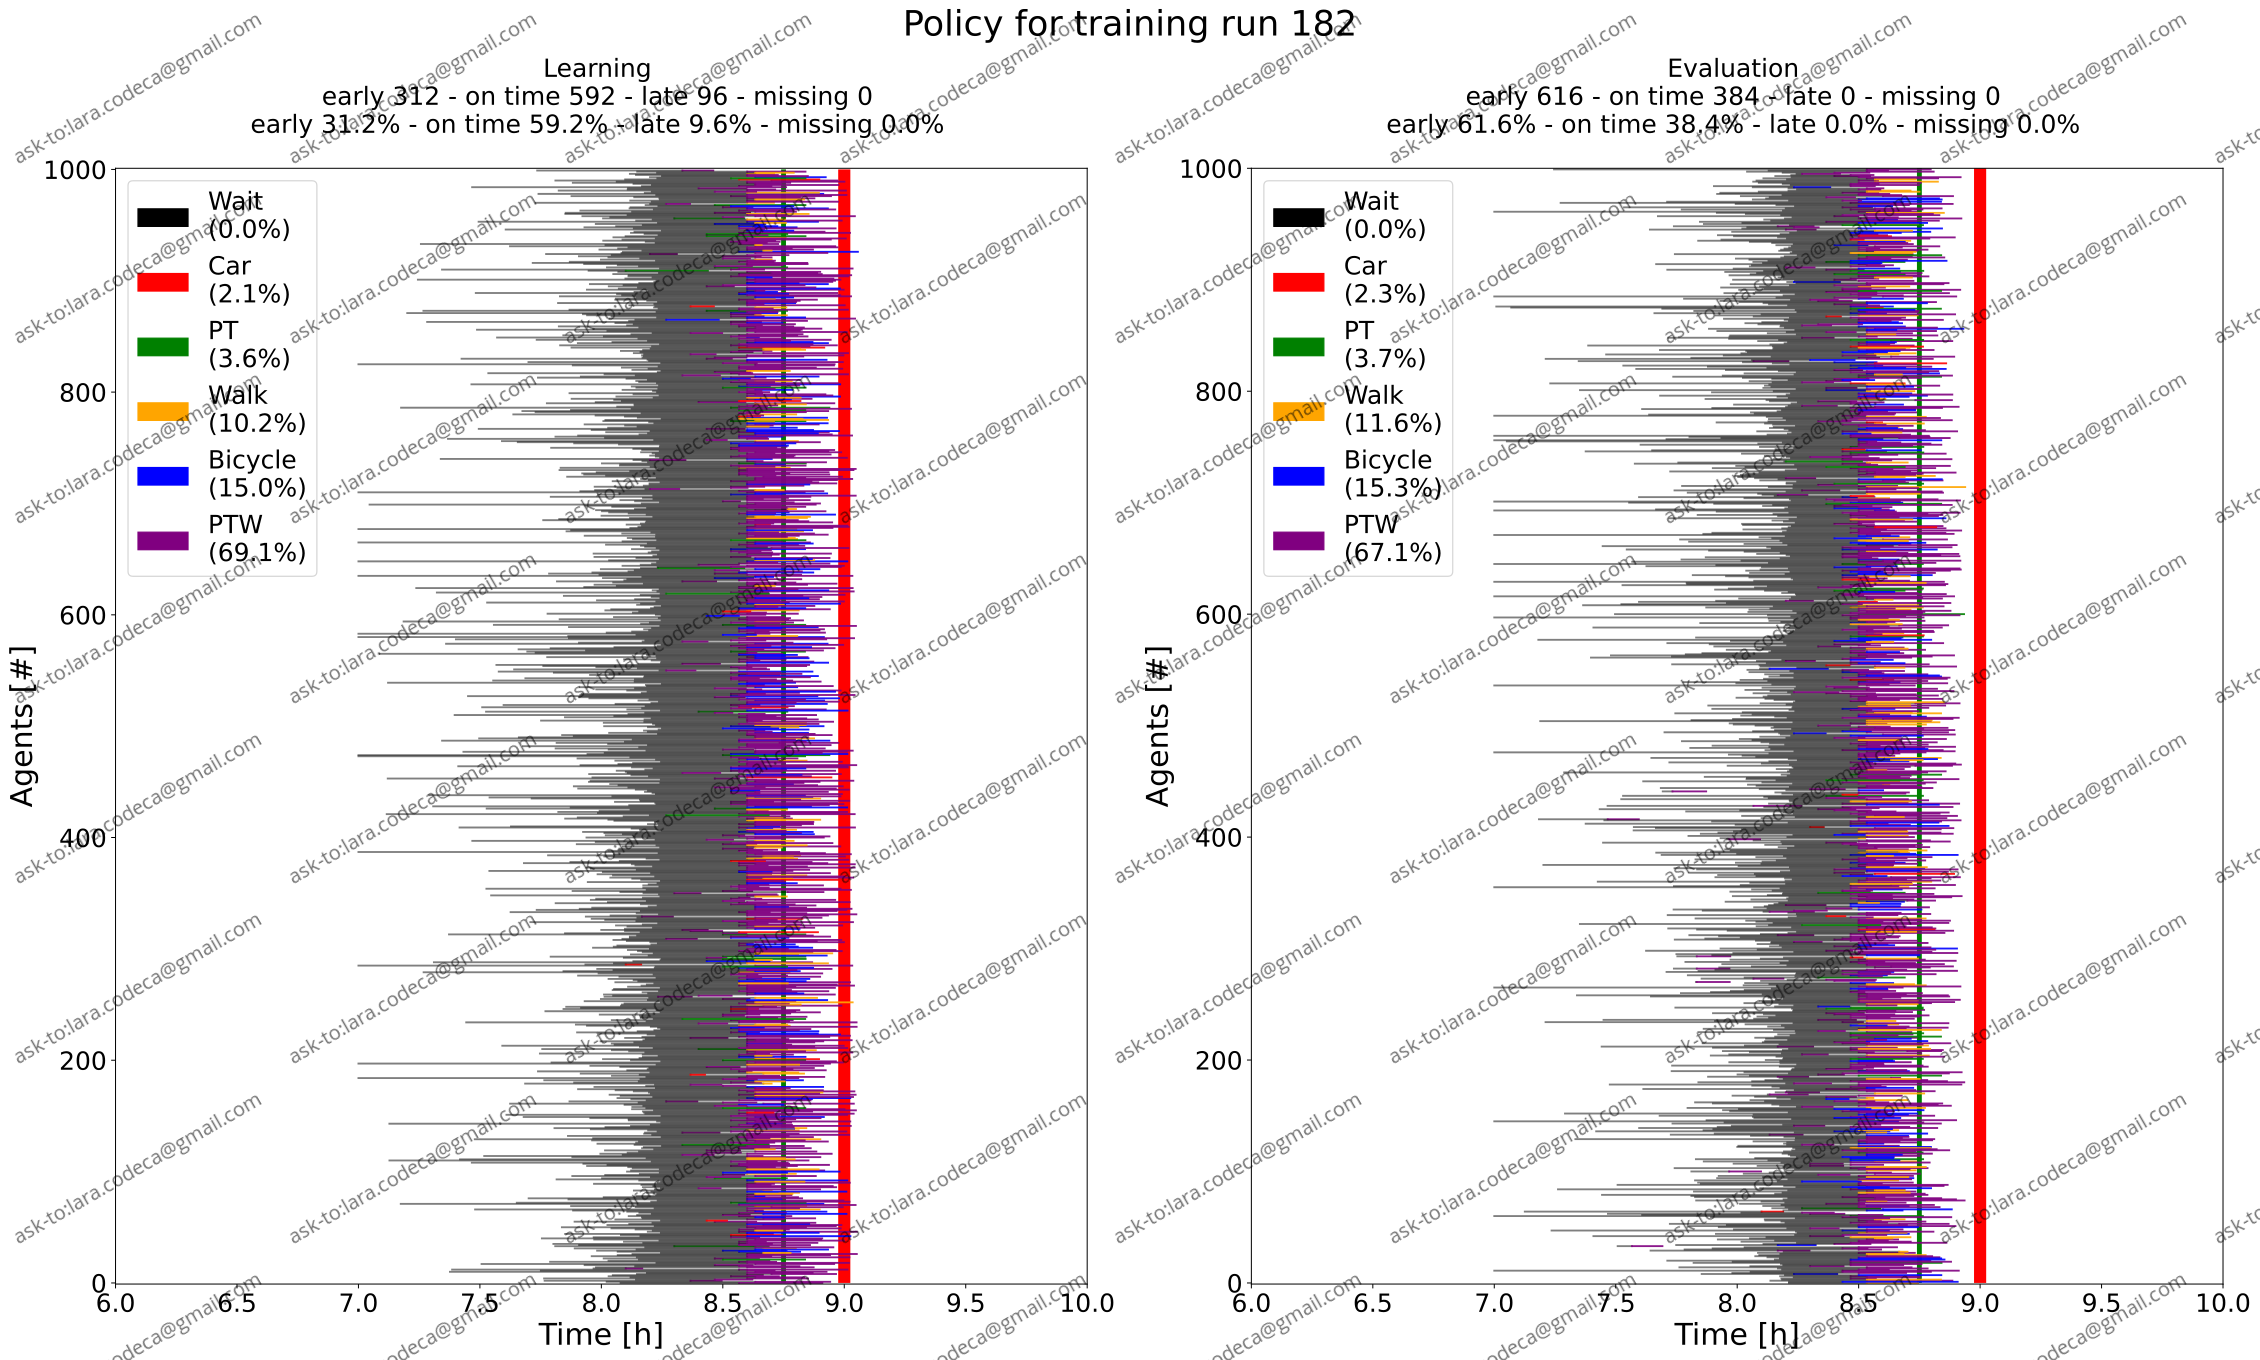 Policy for training run 182
Learning
early 312 - on time 592 - late 96 - missing 0
early 31.2% - on time 59.2% - late 9.6% - missing 0.0%
Wait
(0.0%)
Car
(2.1%)
PT
(3.6%)
Walk
(10.2%)
Bicycle
(15.0%)
PTW
(69.1%)
1000
800
600
400
200
0
Agents [#]
6.0 6.5 7.0 7.5 8.0 8.5 9.0 9.5 10.0
Time [h]
Evaluation
early 616 - on time 384 - late 0 - missing 0
early 61.6% - on time 38.4% - late 0.0% - missing 0.0%
Wait
(0.0%)
Car
(2.3%)
PT
(3.7%)
Walk
(11.6%)
Bicycle
(15.3%)
PTW
(67.1%)
1000
800
600
400
200
0
Agents [#]
6.0 6.5 7.0 7.5 8.0 8.5 9.0 9.5 10.0
Time [h]
ask-to:lara.codeca@gmail.com